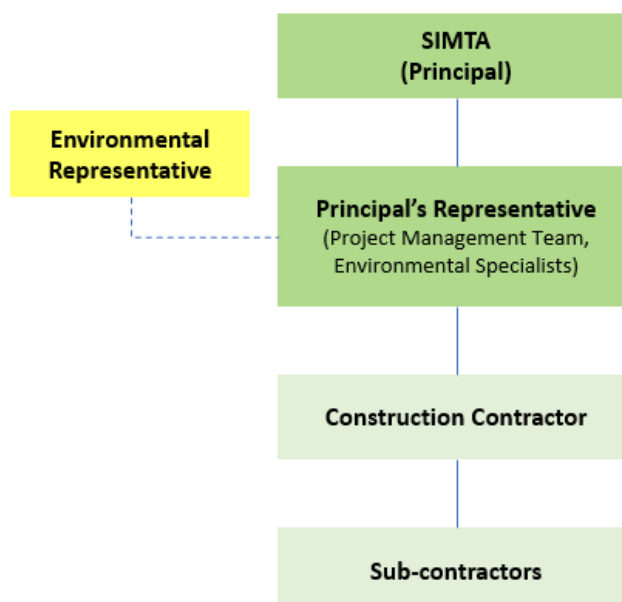 SIMTA
(Principal)
Environmental
Representative
Principal’s Representative
(Project Management Team,
Environmental Specialists)
Construction Contractor
Sub-contractors